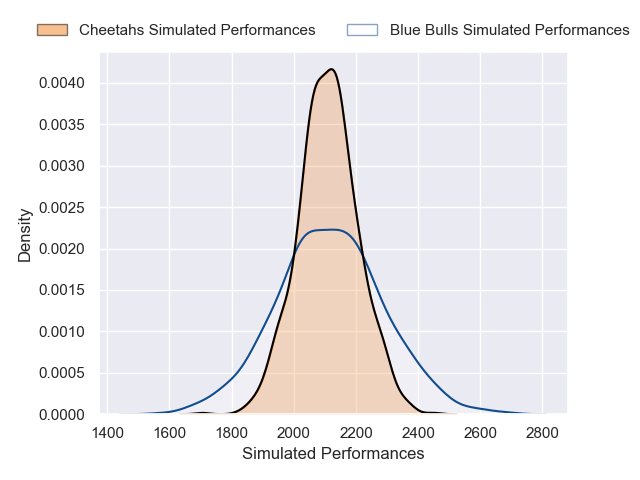 Cheetahs Simulated Performances Blue Bulls Simulated Performances
0.0040
0.0035
0.0030
0.0025
0.0020
0.0015
0.0010
0.0005
0.0000
Density
1400 1600 1800 2000 2200 2400 2600 2800
Simulated Performances